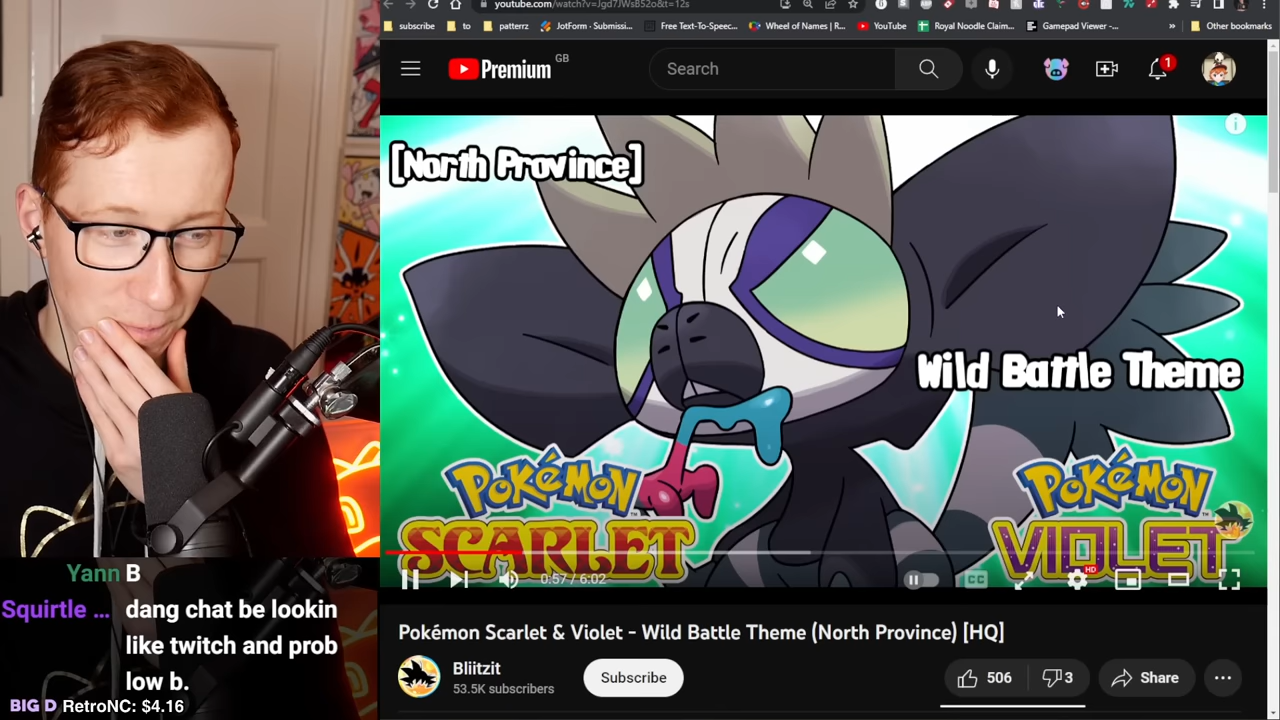 youtube.com/watch?v=Jgd7JWsB52o&t=12s
subscribe to patterz JotForm - Submissi... Free Text-To-Speec... Wheel of Names | R... YouTube Royal Noodle Claim... Gamepad Viewer -... » Other bookmarks
Premium GB Search 1
[North Province]
Wild Battle Theme
POKÉMON POKÉMON
SCARLET VIOLET
0:57 / 6:02 CC HD
Pokémon Scarlet & Violet - Wild Battle Theme (North Province) [HQ]
Bliitzit
53.5K subscribers
Subscribe 506 3 Share
Yann B
Squirtle ... dang chat be lookin
like twitch and prob
low b.
BIG D RetroNC: $4.16